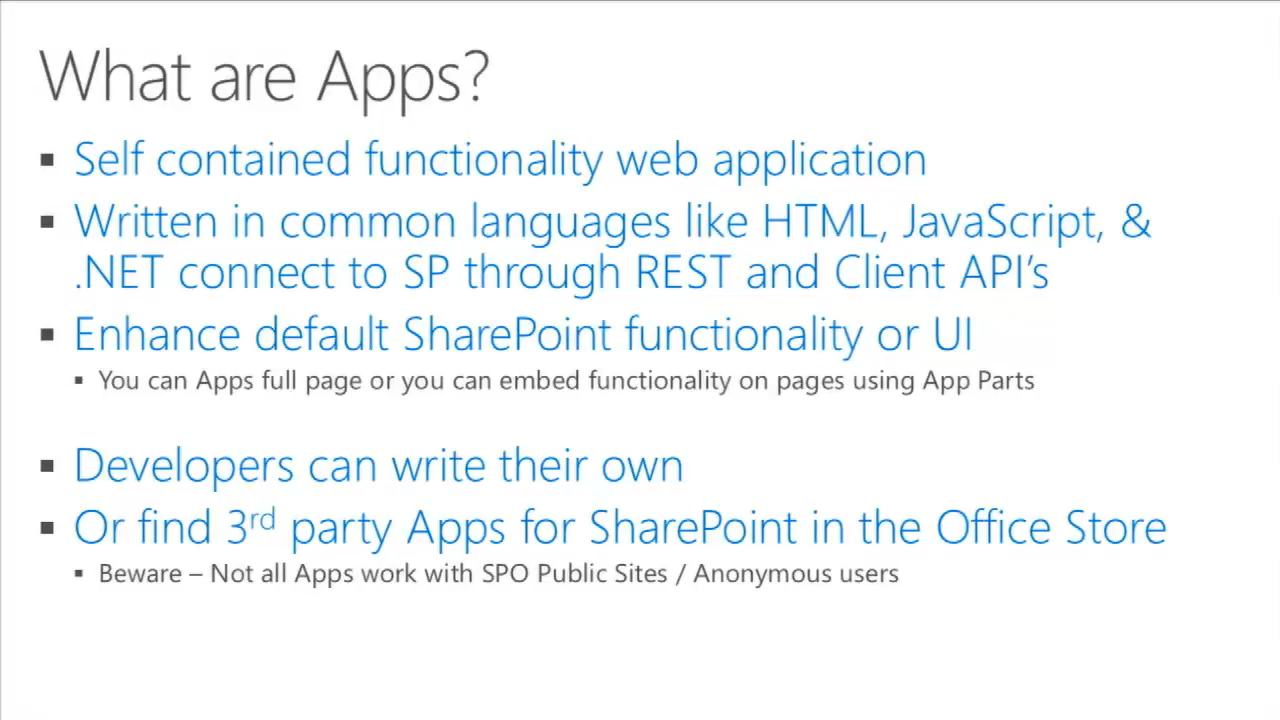 What are Apps?
▪ Self contained functionality web application
▪ Written in common languages like HTML, JavaScript, &
.NET connect to SP through REST and Client API's
▪ Enhance default SharePoint functionality or UI
▪ You can Apps full page or you can embed functionality on pages using App Parts
▪ Developers can write their own
▪ Or find 3rd party Apps for SharePoint in the Office Store
▪ Beware – Not all Apps work with SPO Public Sites / Anonymous users